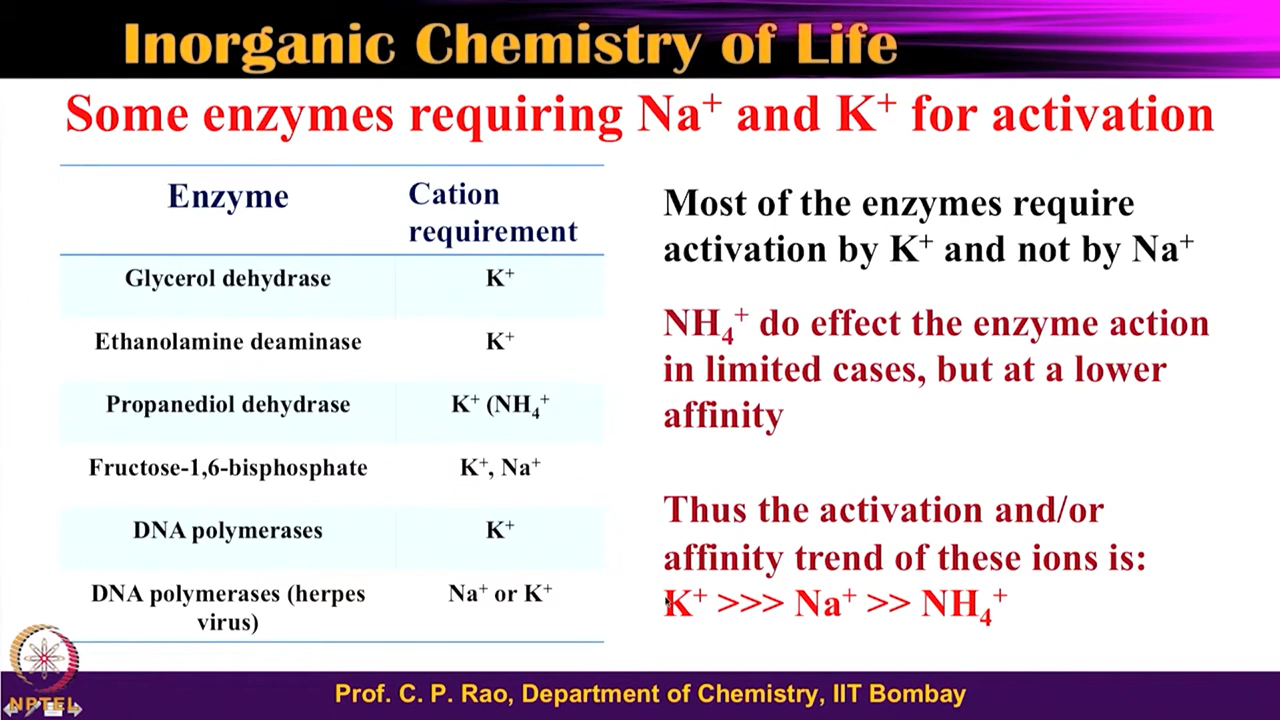 Inorganic Chemistry of Life
Some enzymes requiring Na⁺ and K⁺ for activation
Enzyme
Cation
requirement
Glycerol dehydrase K⁺
Ethanolamine deaminase K⁺
Propanediol dehydrase K⁺ (NH₄⁺
Fructose-1,6-bisphosphate K⁺, Na⁺
DNA polymerases K⁺
DNA polymerases (herpes Na⁺ or K⁺
virus)
Most of the enzymes require
activation by K⁺ and not by Na⁺
NH₄⁺ do effect the enzyme action
in limited cases, but at a lower
affinity
Thus the activation and/or
affinity trend of these ions is:
K⁺ >>> Na⁺ >> NH₄⁺
NPTEL
Prof. C. P. Rao, Department of Chemistry, IIT Bombay